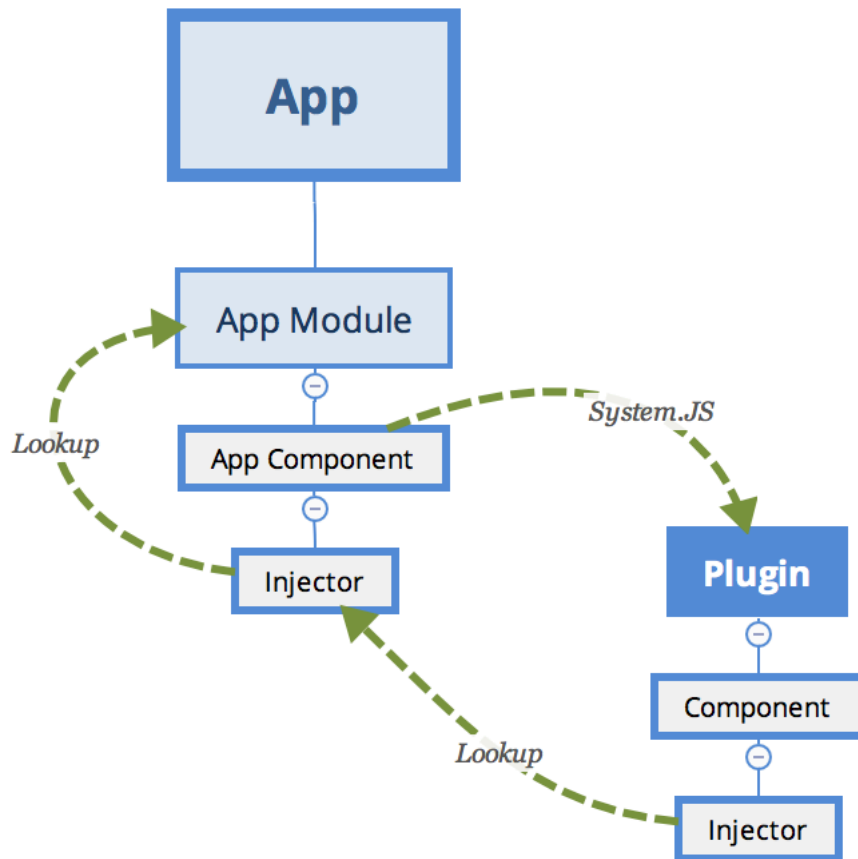 App
App Module
System.JS
Lookup
App Component
Injector
Plugin
Component
Lookup
Injector